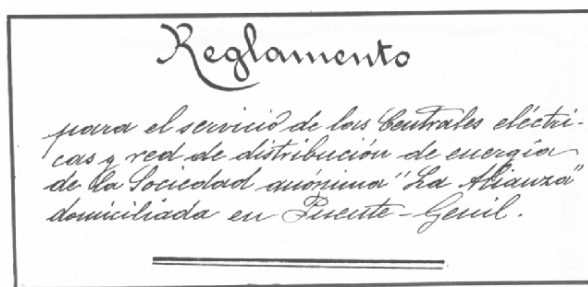 Reglamento
para el servicio de las Centrales eléctri-
cas y red de distribución de energía
de la Sociedad anónima "La Alianza"
domiciliada en Puente-Genil.